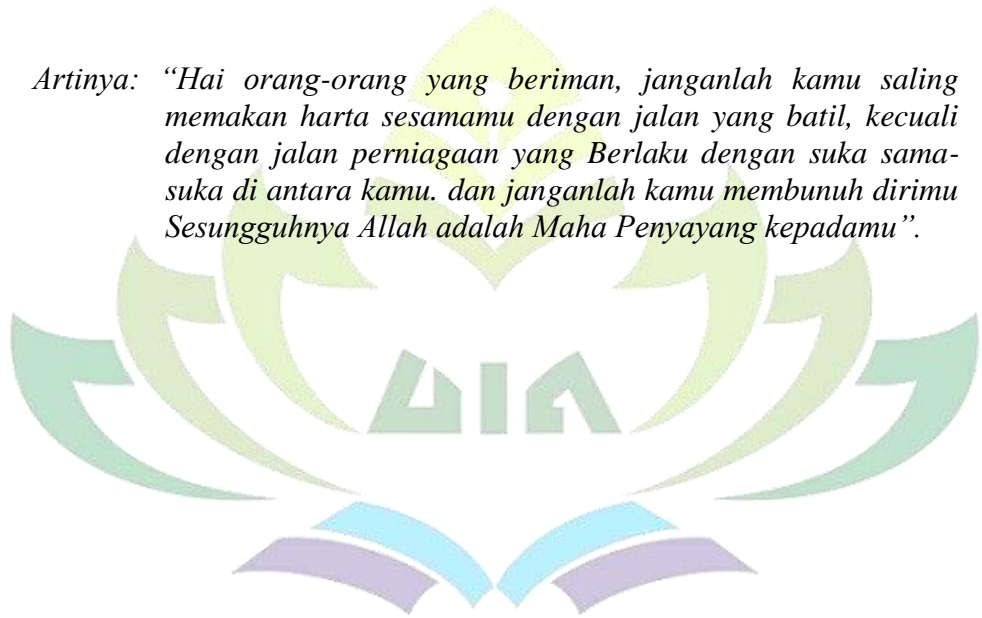 Artinya: “Hai orang-orang yang beriman, janganlah kamu saling
memakan harta sesamamu dengan jalan yang batil, kecuali
dengan jalan perniagaan yang Berlaku dengan suka sama-
suka di antara kamu. dan janganlah kamu membunuh dirimu
Sesungguhnya Allah adalah Maha Penyayang kepadamu”.
UIN